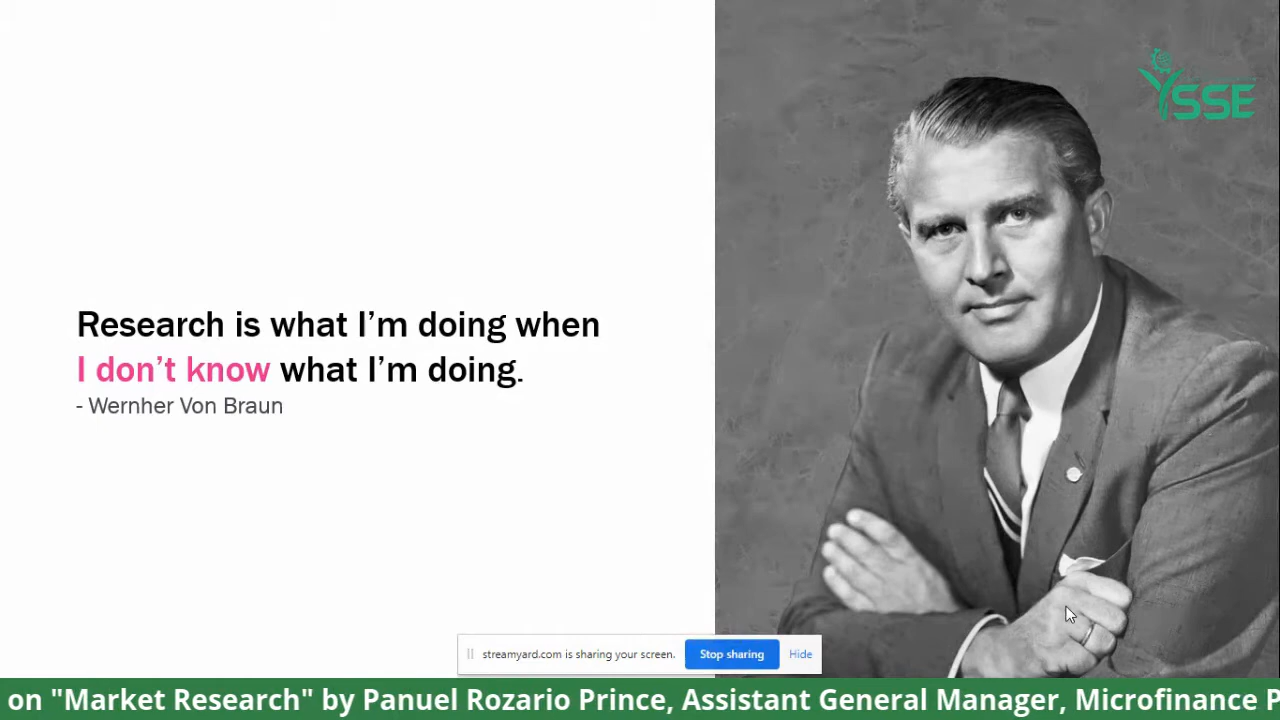 YSSE
Research is what I'm doing when
I don't know what I'm doing.
- Wernher Von Braun
streamyard.com is sharing your screen. Stop sharing Hide
on "Market Research" by Panuel Rozario Prince, Assistant General Manager, Microfinance P